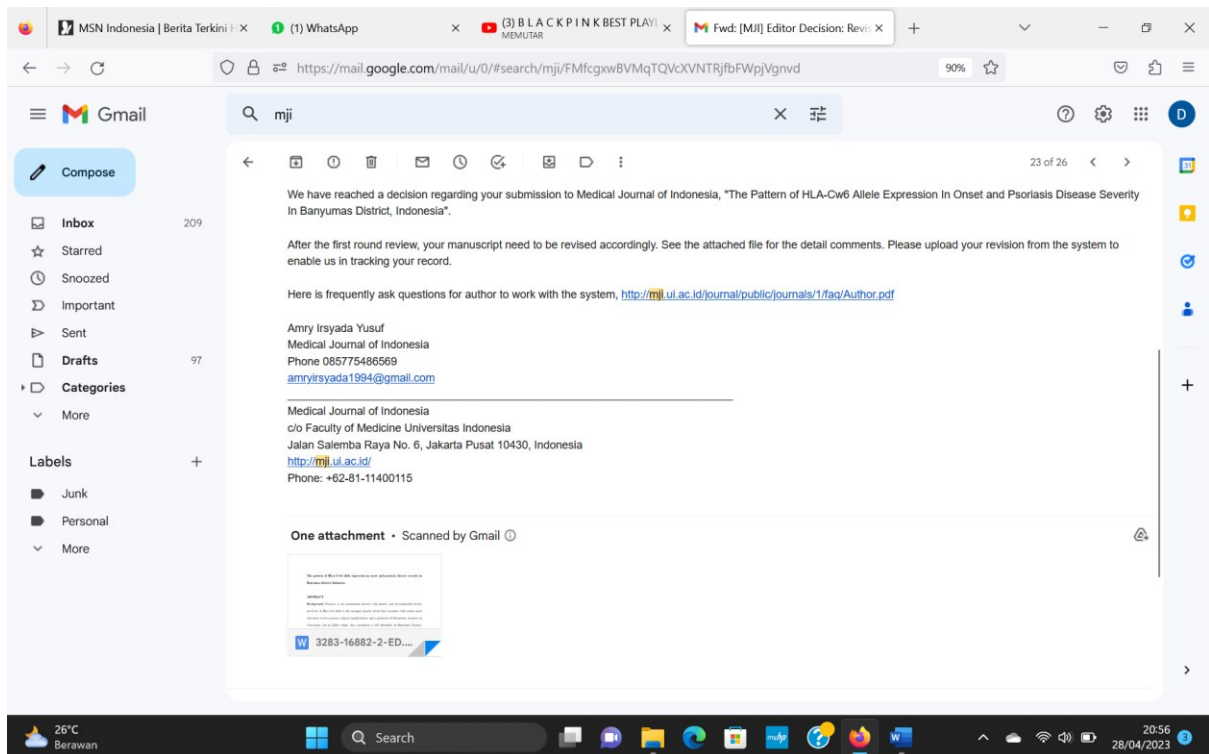 MSN Indonesia | Berita Terkini H
(1) WhatsApp
(3) B L A C K P I N K BEST PLAYL
MEMUTAR
Fwd: [MJI] Editor Decision: Revis
https://mail.google.com/mail/u/0/#search/mji/FMfcgxwBVMqTQVcXVNTRjfbFWpjVgnvd
90%
Gmail
mji
D
Compose
23 of 26
31
Inbox 209
Starred
Snoozed
Important
Sent
Drafts 97
Categories
More
Labels
Junk
Personal
More
We have reached a decision regarding your submission to Medical Journal of Indonesia, "The Pattern of HLA-Cw6 Allele Expression In Onset and Psoriasis Disease Severity
In Banyumas District, Indonesia".
After the first round review, your manuscript need to be revised accordingly. See the attached file for the detail comments. Please upload your revision from the system to
enable us in tracking your record.
Here is frequently ask questions for author to work with the system, http://mji.ui.ac.id/journal/public/journals/1/faq/Author.pdf
Amry Irsyada Yusuf
Medical Journal of Indonesia
Phone 085775486569
amryirsyada1994@gmail.com
Medical Journal of Indonesia
c/o Faculty of Medicine Universitas Indonesia
Jalan Salemba Raya No. 6, Jakarta Pusat 10430, Indonesia
http://mji.ui.ac.id/
Phone: +62-81-11400115
One attachment • Scanned by Gmail
ABSTRACT
W 3283-16882-2-ED....
26°C
Berawan
Search
20:56
28/04/2023
3